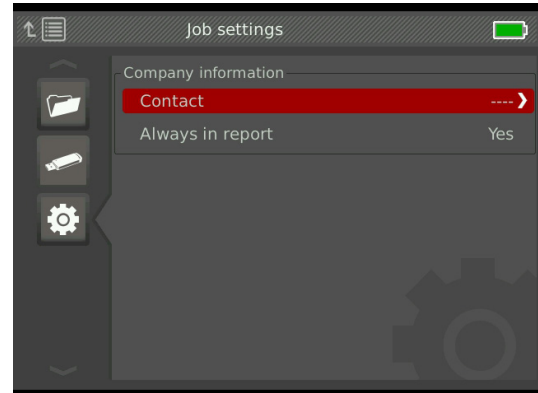 Job settings
Company information
Contact ----
Always in report Yes